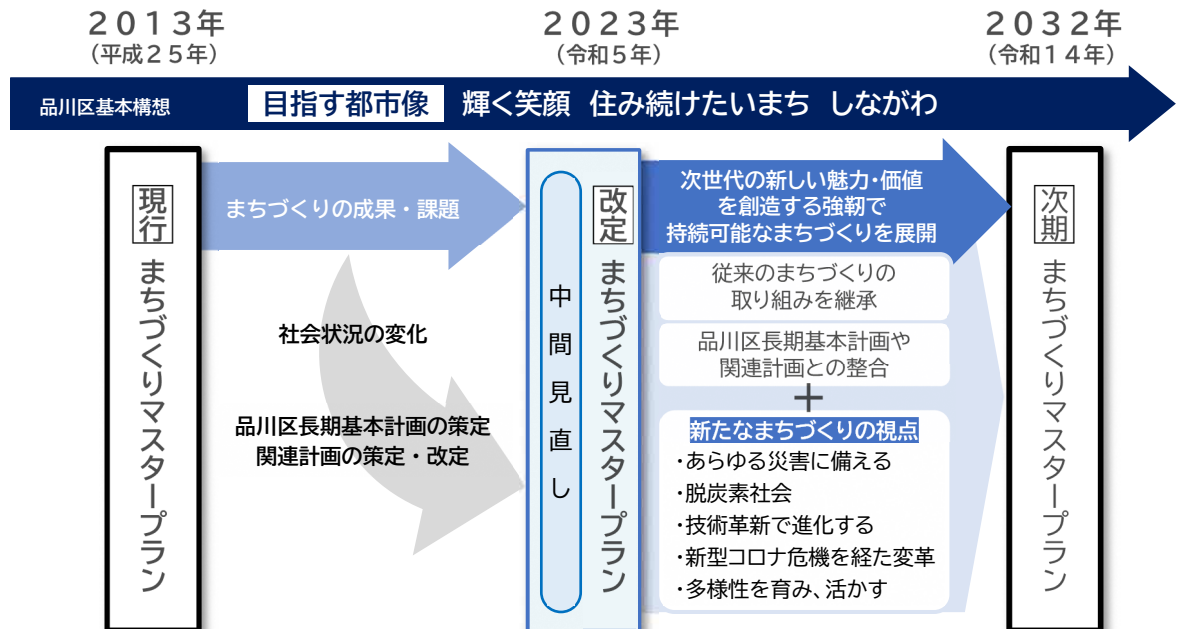 ２０１３年
（平成２５年）
２０２３年
（令和５年）
２０３２年
（令和１４年）
品川区基本構想
目指す都市像
輝く笑顔 住み続けたいまち しながわ
現行
まちづくりマスタープラン
まちづくりの成果・課題
社会状況の変化
品川区長期基本計画の策定
関連計画の策定・改定
中間見直し
改定
まちづくりマスタープラン
次世代の新しい魅力・価値
を創造する強靭で
持続可能なまちづくりを展開
従来のまちづくりの
取り組みを継承
品川区長期基本計画や
関連計画との整合
＋
新たなまちづくりの視点
・あらゆる災害に備える
・脱炭素社会
・技術革新で進化する
・新型コロナ危機を経た変革
・多様性を育み、活かす
次期
まちづくりマスタープラン